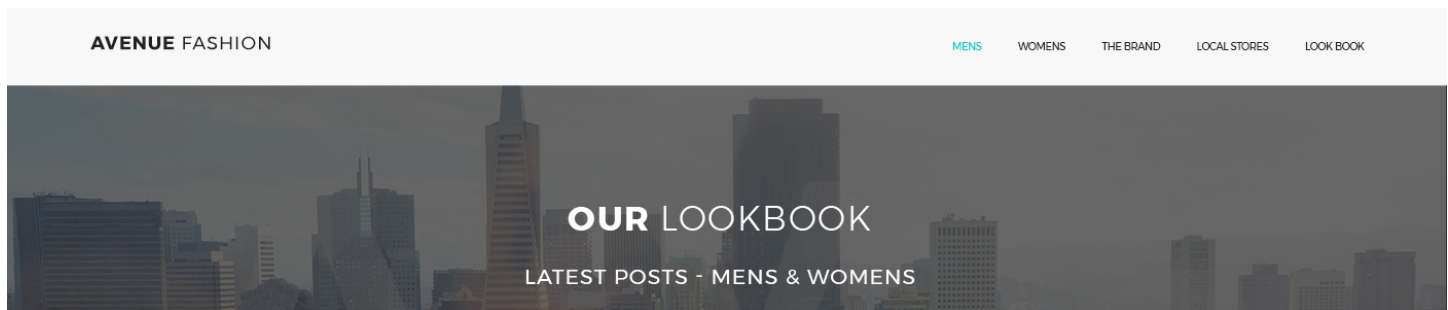 AVENUE FASHION
MENS WOMENS THE BRAND LOCAL STORES LOOK BOOK
OUR LOOKBOOK
LATEST POSTS - MENS & WOMENS